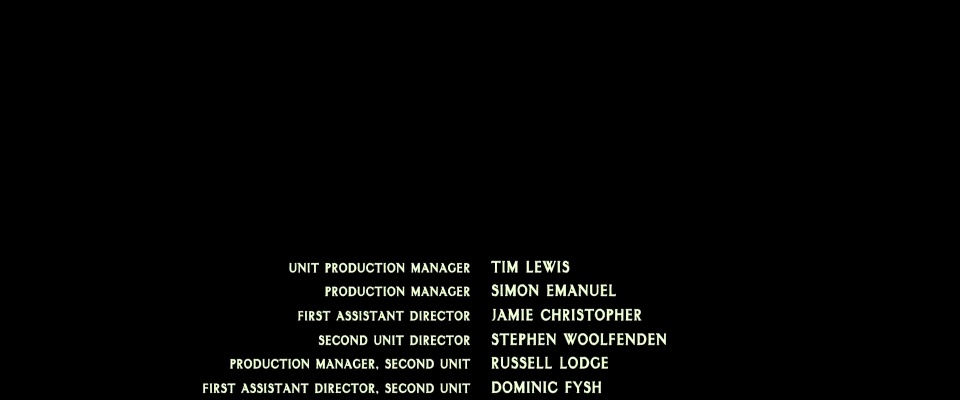 UNIT PRODUCTION MANAGER TIM LEWIS
PRODUCTION MANAGER SIMON EMANUEL
FIRST ASSISTANT DIRECTOR JAMIE CHRISTOPHER
SECOND UNIT DIRECTOR STEPHEN WOOLFENDEN
PRODUCTION MANAGER, SECOND UNIT RUSSELL LODGE
FIRST ASSISTANT DIRECTOR, SECOND UNIT DOMINIC FYSH